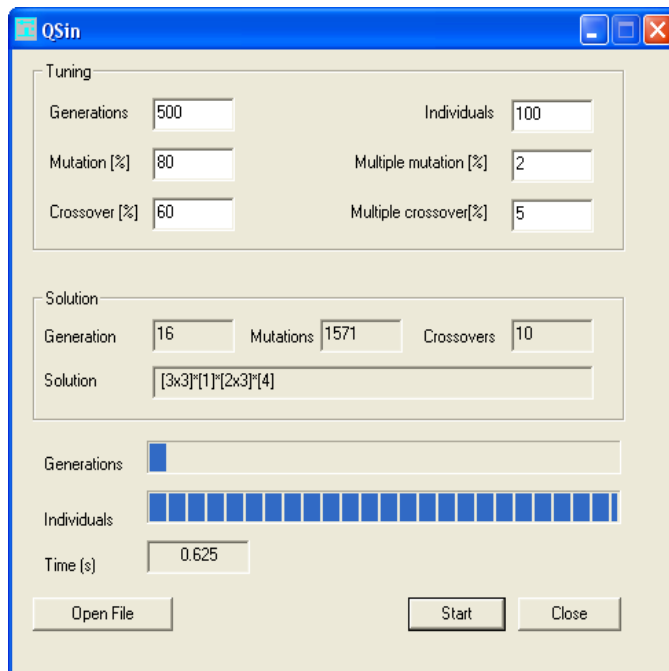 QSin
Tuning
Generations 500 Individuals 100
Mutation [%] 80 Multiple mutation [%] 2
Crossover [%] 60 Multiple crossover[%] 5
Solution
Generation 16 Mutations 1571 Crossovers 10
Solution [3x3]*[1]*[2x3]*[4]
Generations
Individuals
Time (s) 0.625
Open File Start Close